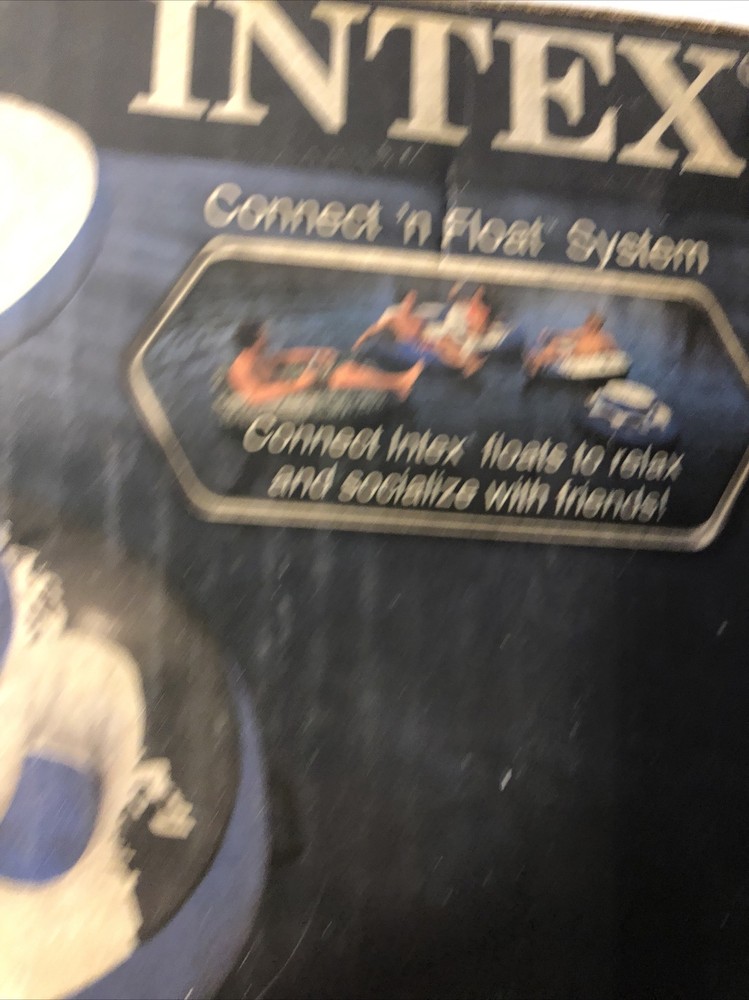 INTEX
Connect 'n Float System
Connect Intex floats to relax
and socialize with friends!